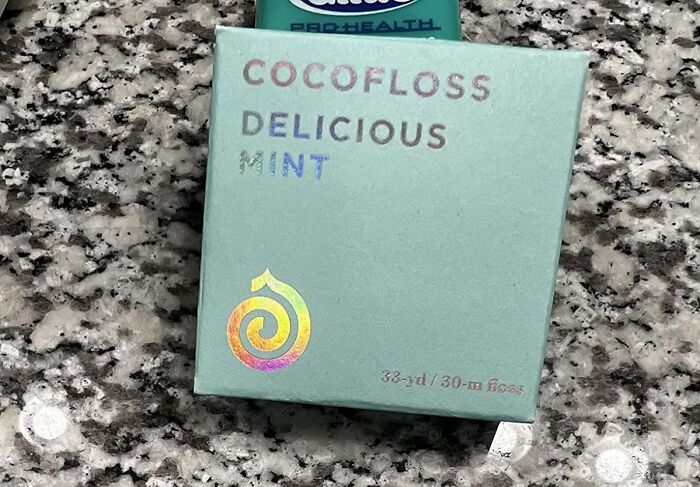 PRO-HEALTH
COCOFLOSS
DELICIOUS
MINT
33-yd / 30-m floss